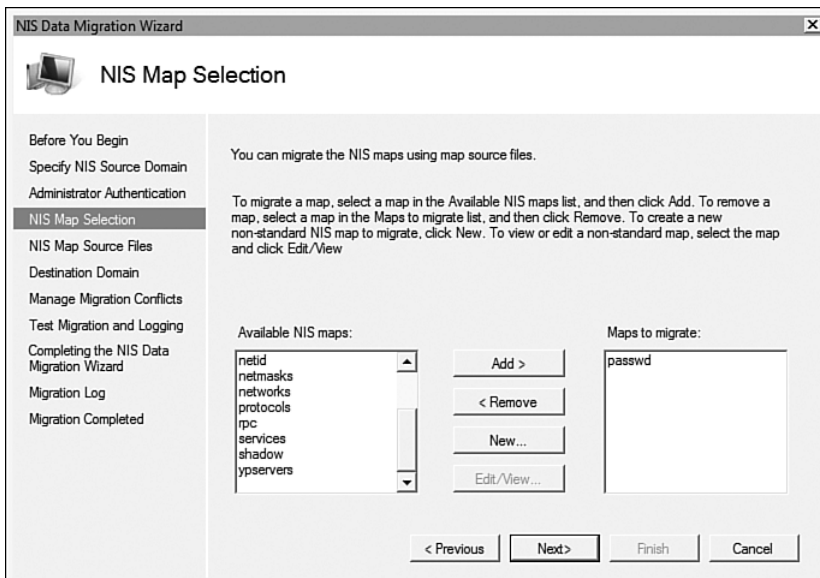 NIS Data Migration Wizard
NIS Map Selection
Before You Begin
Specify NIS Source Domain
Administrator Authentication
NIS Map Selection
NIS Map Source Files
Destination Domain
Manage Migration Conflicts
Test Migration and Logging
Completing the NIS Data
Migration Wizard
Migration Log
Migration Completed
You can migrate the NIS maps using map source files.
To migrate a map, select a map in the Available NIS maps list, and then click Add. To remove a
map, select a map in the Maps to migrate list, and then click Remove. To create a new
non-standard NIS map to migrate, click New. To view or edit a non-standard map, select the map
and click Edit/View
Available NIS maps:
netid
netmasks
networks
protocols
rpc
services
shadow
ypservers
Add >
< Remove
New...
Edit/View...
Maps to migrate:
passwd
< Previous
Next>
Finish
Cancel